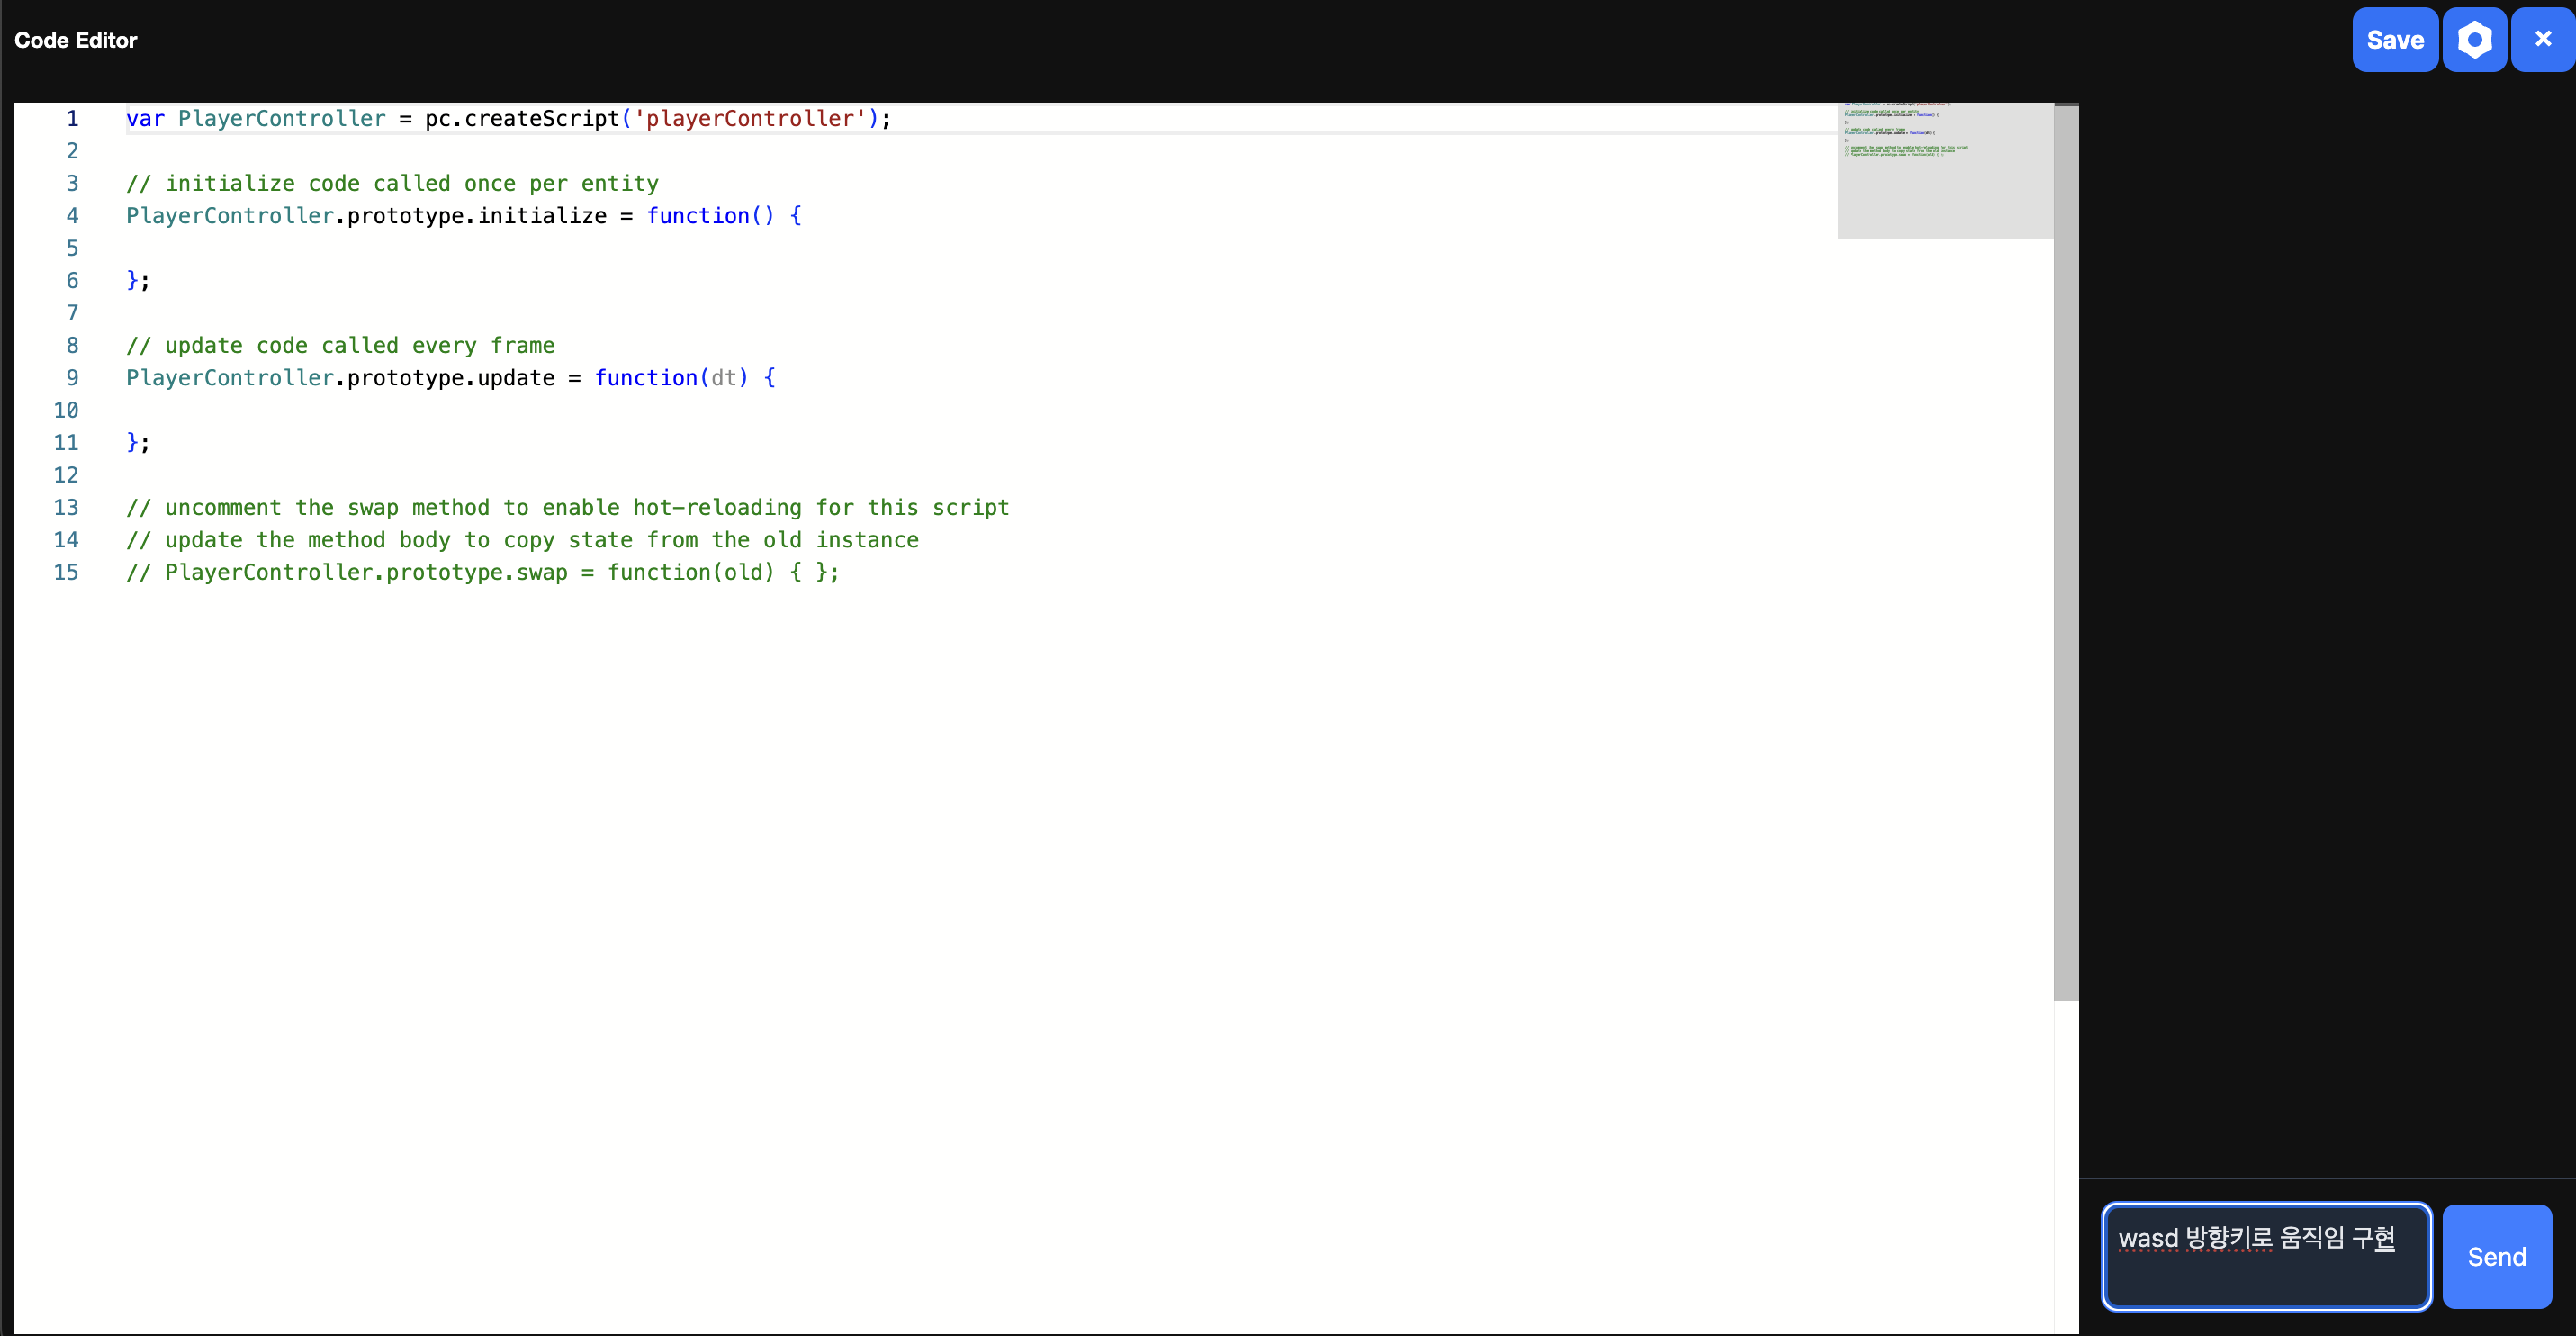 Code Editor
Save
×
1 var PlayerController = pc.createScript('playerController');
2
3 // initialize code called once per entity
4 PlayerController.prototype.initialize = function() {
5
6 };
7
8 // update code called every frame
9 PlayerController.prototype.update = function(dt) {
10
11 };
12
13 // uncomment the swap method to enable hot-reloading for this script
14 // update the method body to copy state from the old instance
15 // PlayerController.prototype.swap = function(old) { };
wasd 방향키로 움직임 구현
Send